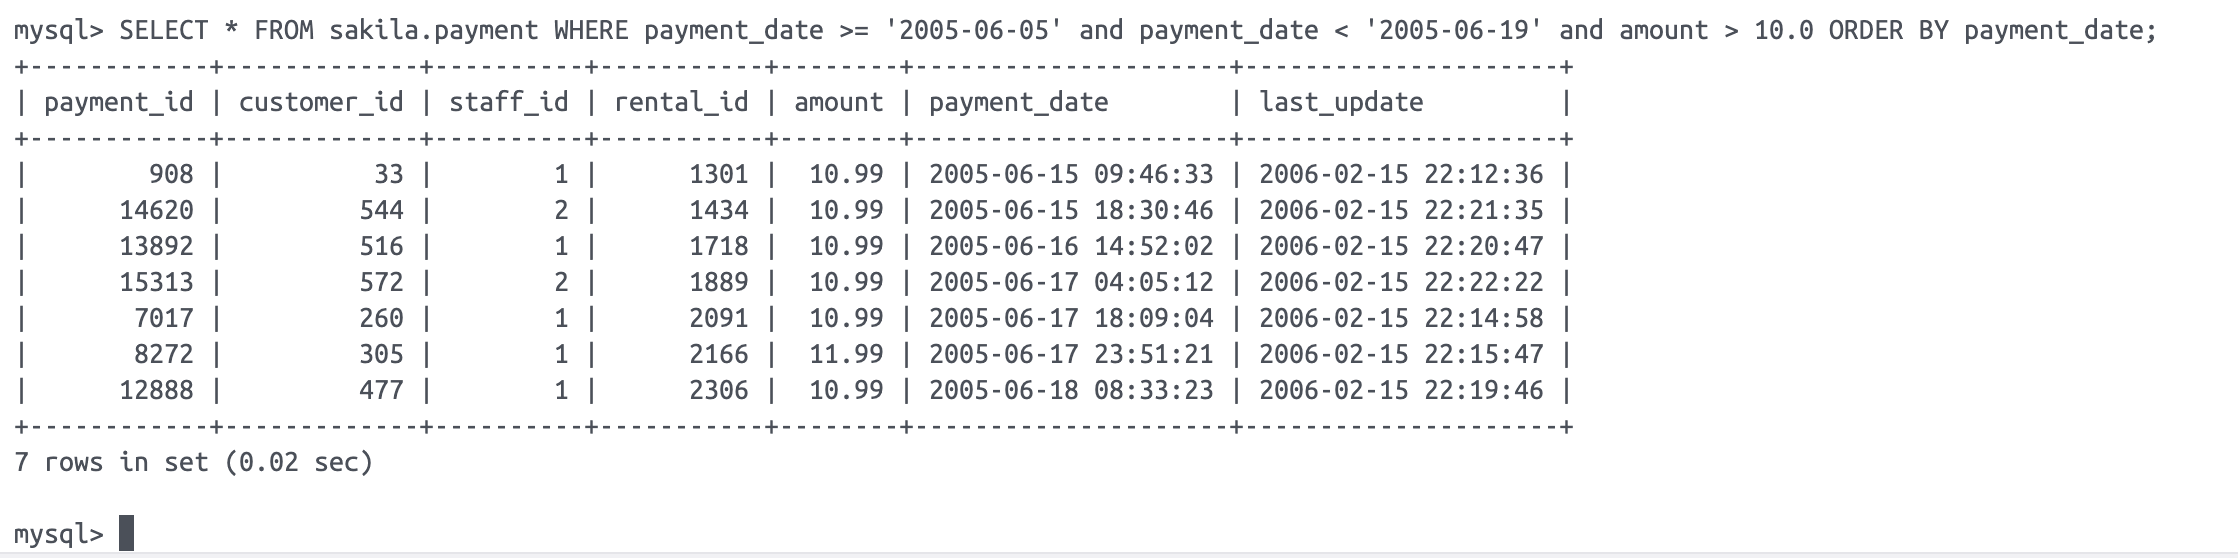 mysql> SELECT * FROM sakila.payment WHERE payment_date >= '2005-06-05' and payment_date < '2005-06-19' and amount > 10.0 ORDER BY payment_date;
+------------+-------------+----------+-----------+--------+---------------------+---------------------+
| payment_id | customer_id | staff_id | rental_id | amount | payment_date        | last_update         |
+------------+-------------+----------+-----------+--------+---------------------+---------------------+
|        908 |          33 |        1 |      1301 |  10.99 | 2005-06-15 09:46:33 | 2006-02-15 22:12:36 |
|      14620 |         544 |        2 |      1434 |  10.99 | 2005-06-15 18:30:46 | 2006-02-15 22:21:35 |
|      13892 |         516 |        1 |      1718 |  10.99 | 2005-06-16 14:52:02 | 2006-02-15 22:20:47 |
|      15313 |         572 |        2 |      1889 |  10.99 | 2005-06-17 04:05:12 | 2006-02-15 22:22:22 |
|       7017 |         260 |        1 |      2091 |  10.99 | 2005-06-17 18:09:04 | 2006-02-15 22:14:58 |
|       8272 |         305 |        1 |      2166 |  11.99 | 2005-06-17 23:51:21 | 2006-02-15 22:15:47 |
|      12888 |         477 |        1 |      2306 |  10.99 | 2005-06-18 08:33:23 | 2006-02-15 22:19:46 |
+------------+-------------+----------+-----------+--------+---------------------+---------------------+
7 rows in set (0.02 sec)
mysql>